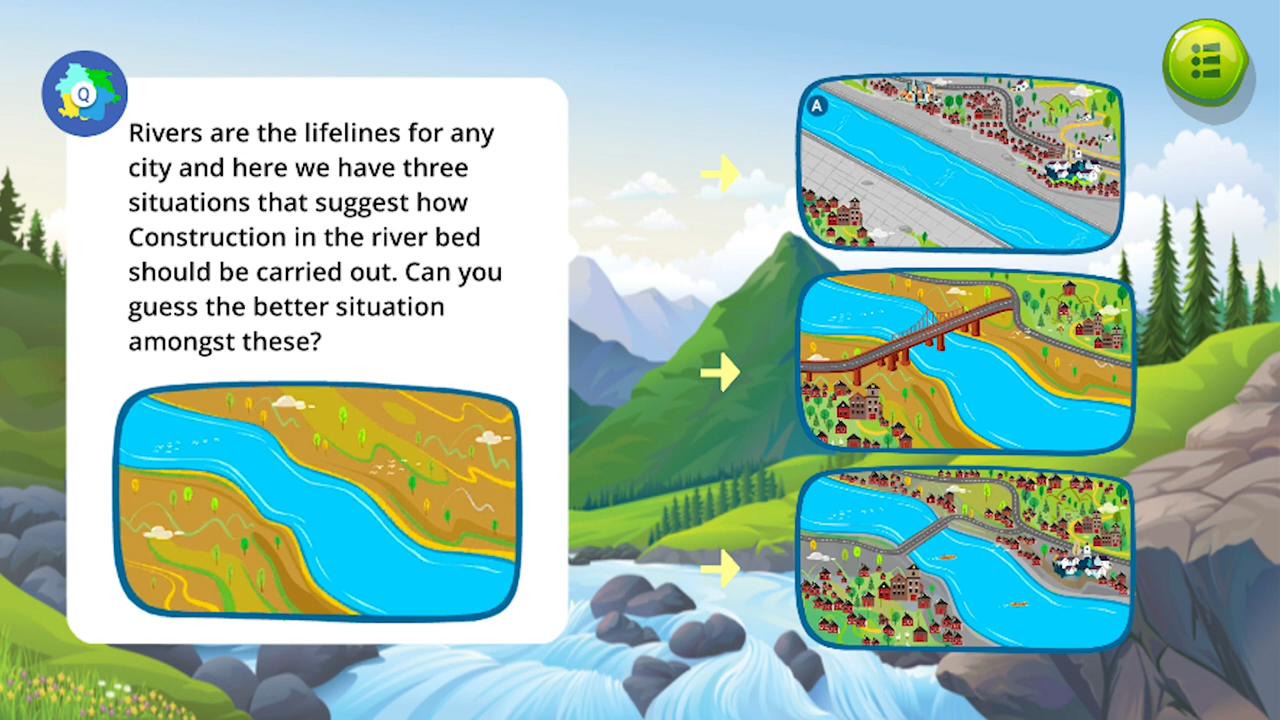 Q
Rivers are the lifelines for any
city and here we have three
situations that suggest how
Construction in the river bed
should be carried out. Can you
guess the better situation
amongst these?
A